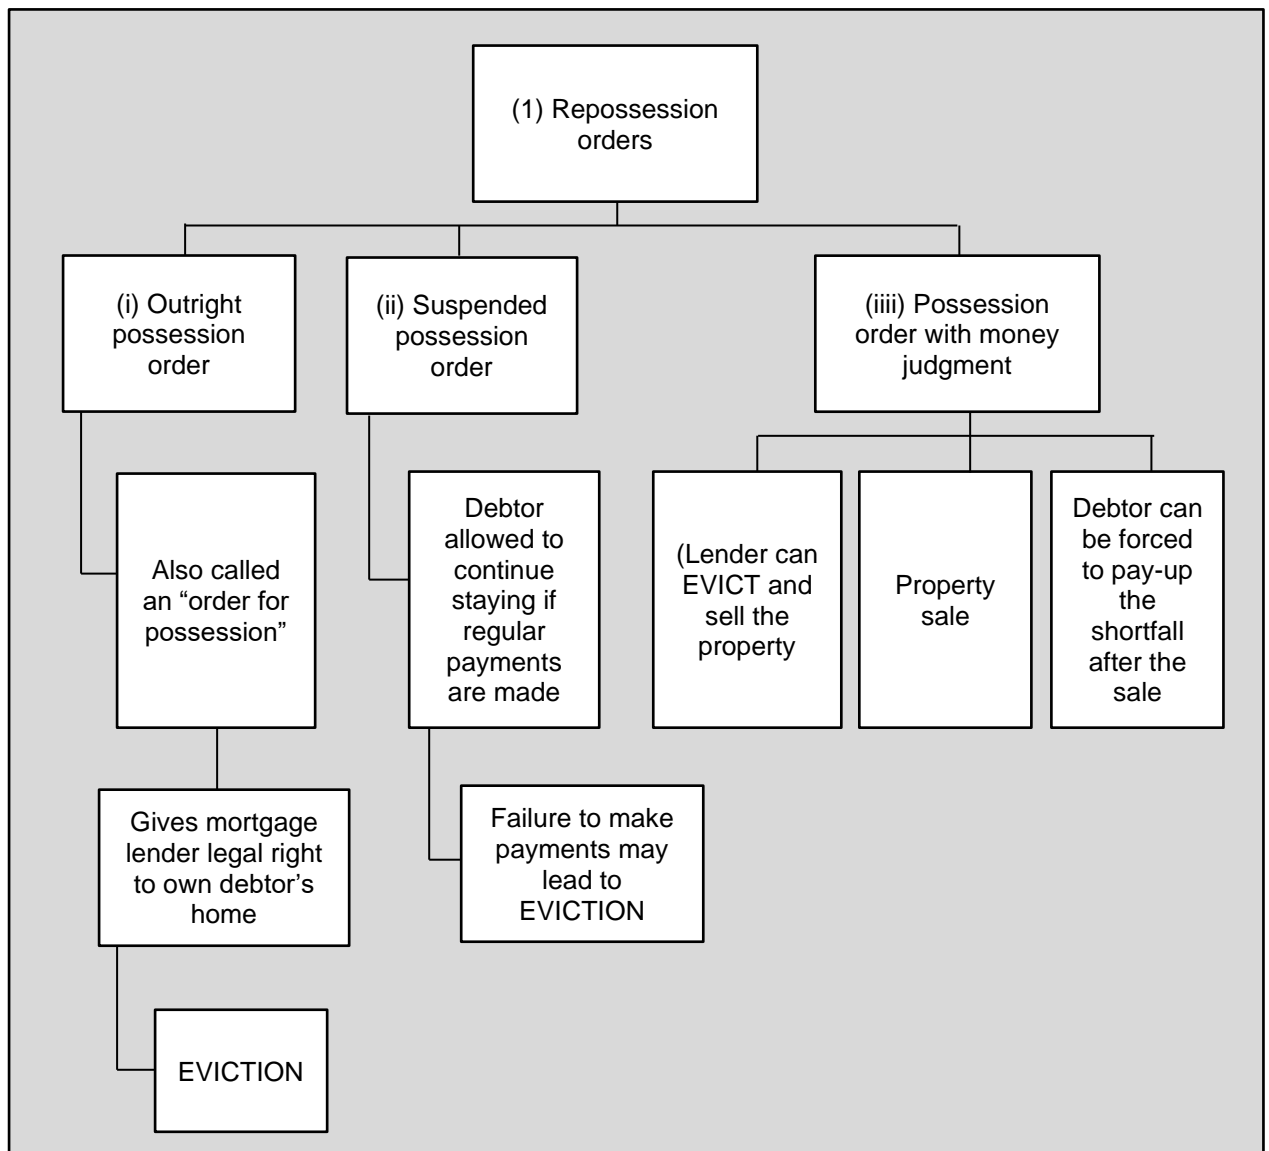 (1) Repossession
orders
(i) Outright
possession
order
(ii) Suspended
possession
order
(iiii) Possession
order with money
judgment
Also called
an “order for
possession”
Debtor
allowed to
continue
staying if
regular
payments
are made
(Lender can
EVICT and
sell the
property
Property
sale
Debtor can
be forced
to pay-up
the
shortfall
after the
sale
Gives mortgage
lender legal right
to own debtor’s
home
Failure to make
payments may
lead to
EVICTION
EVICTION